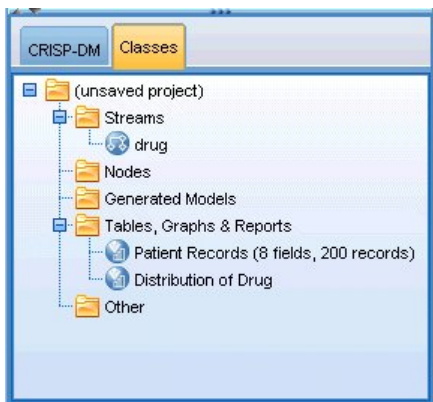 CRISP-DM Classes
(unsaved project)
Streams
drug
Nodes
Generated Models
Tables, Graphs & Reports
Patient Records (8 fields, 200 records)
Distribution of Drug
Other